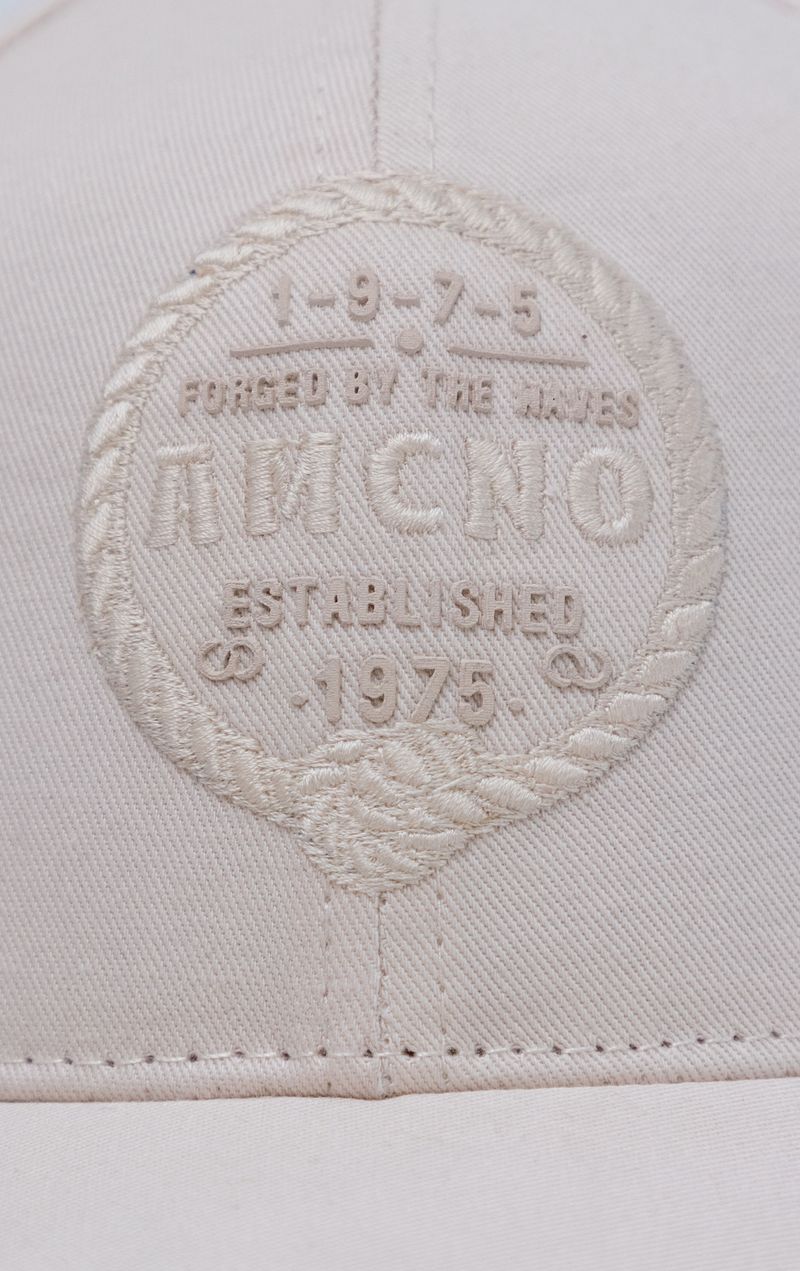 1-9-7-5
FORGED BY THE WAVES
AMCNO
ESTABLISHED
·1975·